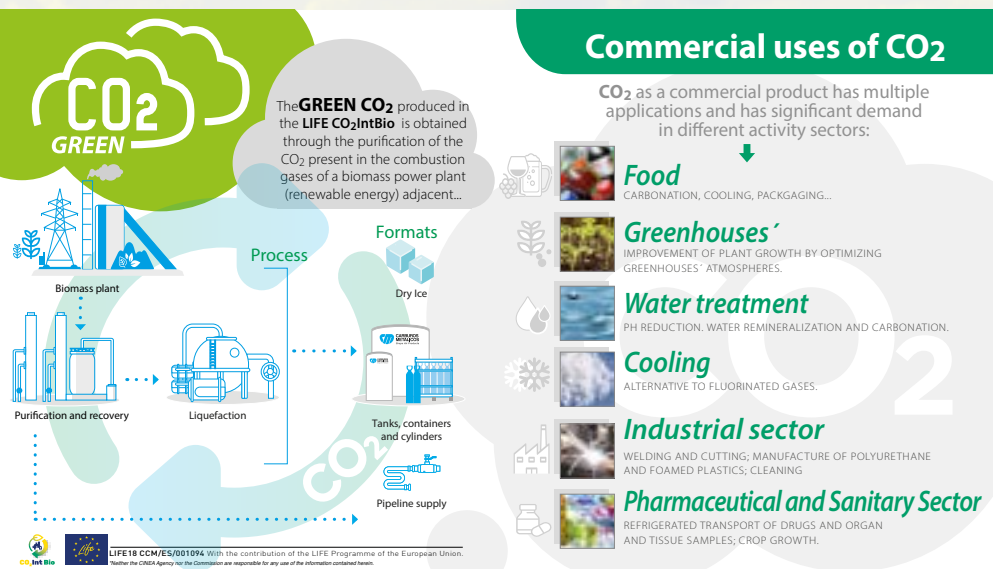 CO2
GREEN
The GREEN CO2 produced in
the LIFE CO2IntBio is obtained
through the purification of the
CO2 present in the combustion
gases of a biomass power plant
(renewable energy) adjacent...
Process
Formats
Biomass plant
Dry Ice
CARBUROS
METALICOS
Purification and recovery
Liquefaction
Tanks, containers
and cylinders
CO2
Pipeline supply
CO2 Int Bio
Life
LIFE18 CCM/ES/001094 With the contribution of the LIFE Programme of the European Union.
*Neither the CINEA Agency nor the Commission are responsible for any use of the information contained herein.
Commercial uses of CO2
CO2 as a commercial product has multiple
applications and has significant demand
in different activity sectors:
Food
CARBONATION, COOLING, PACKGAGING...
Greenhouses´
IMPROVEMENT OF PLANT GROWTH BY OPTIMIZING
GREENHOUSES´ ATMOSPHERES.
Water treatment
PH REDUCTION. WATER REMINERALIZATION AND CARBONATION.
Cooling
ALTERNATIVE TO FLUORINATED GASES.
CO2
Industrial sector
WELDING AND CUTTING; MANUFACTURE OF POLYURETHANE
AND FOAMED PLASTICS; CLEANING
Pharmaceutical and Sanitary Sector
REFRIGERATED TRANSPORT OF DRUGS AND ORGAN
AND TISSUE SAMPLES; CROP GROWTH.